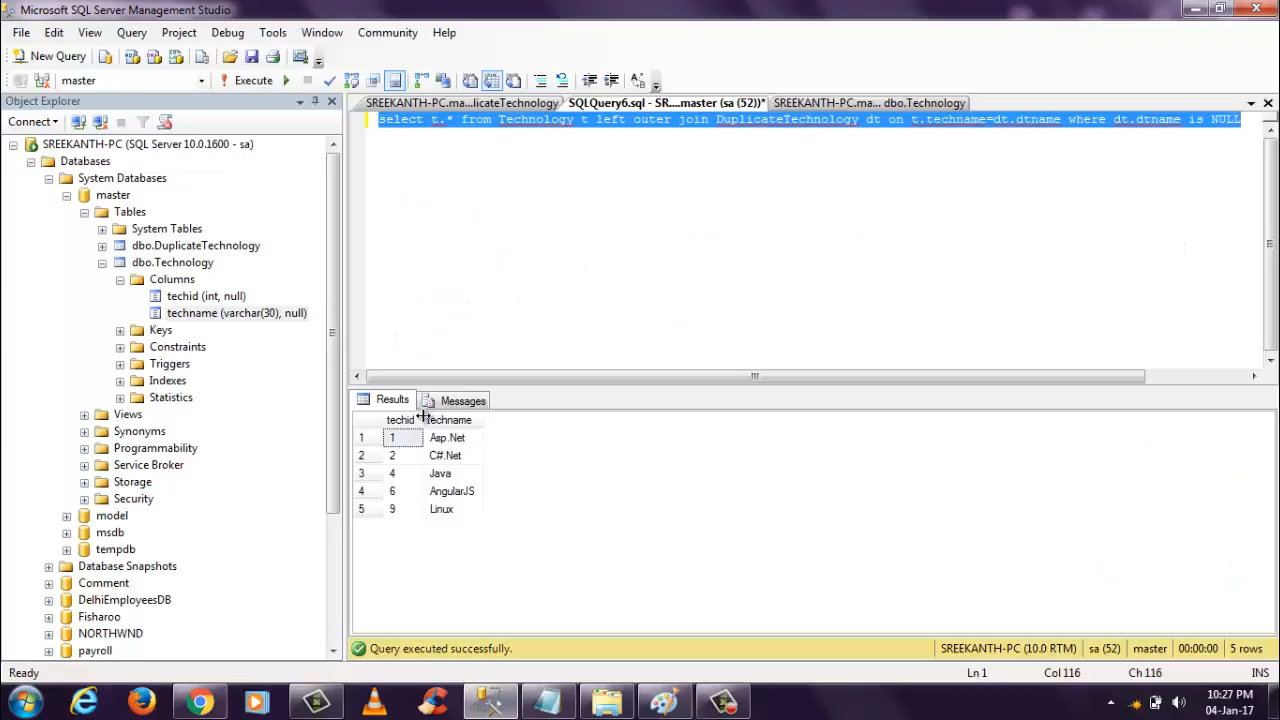 Microsoft SQL Server Management Studio
File Edit View Query Project Debug Tools Window Community Help
New Query
master Execute
Object Explorer
SREEKANTH-PC.ma...licateTechnology SQLQuery6.sql - SR....master (sa (52))* SREEKANTH-PC.ma... dbo.Technology
Connect
select t.* from Technology t left outer join DuplicateTechnology dt on t.techname=dt.dtname where dt.dtname is NULL
SREEKANTH-PC (SQL Server 10.0.1600 - sa)
Databases
System Databases
master
Tables
System Tables
dbo.DuplicateTechnology
dbo.Technology
Columns
techid (int, null)
techname (varchar(30), null)
Keys
Constraints
Triggers
Indexes
Statistics
Views
Synonyms
Programmability
Service Broker
Storage
Security
model
msdb
tempdb
Database Snapshots
Comment
DelhiEmployeesDB
Fisharoo
NORTHWND
payroll
Results Messages
techid techname
1 1 Asp.Net
2 2 C#.Net
3 4 Java
4 6 AngularJS
5 9 Linux
Query executed successfully. SREEKANTH-PC (10.0 RTM) sa (52) master 00:00:00 5 rows
Ready Ln 1 Col 116 Ch 116 INS
10:27 PM
04-Jan-17